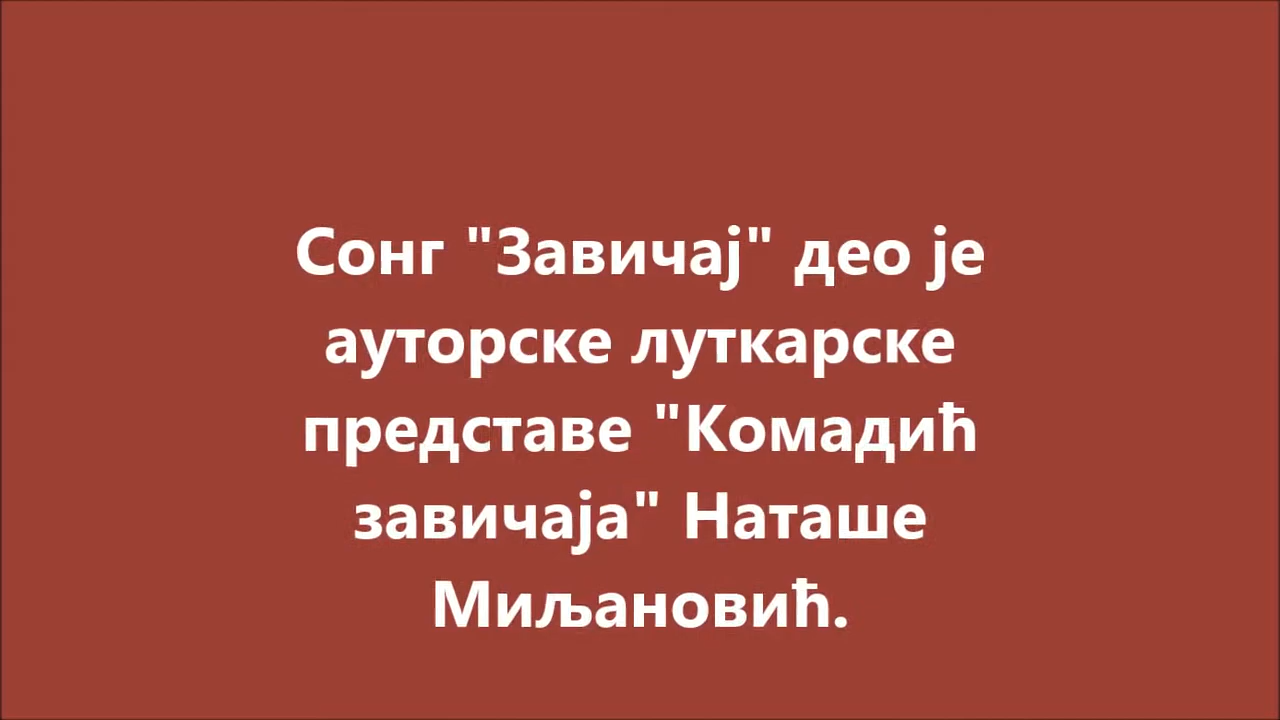 Сонг "Завичај" део је
ауторске луткарске
представе "Комадић
завичаја" Наташе
Миљановић.